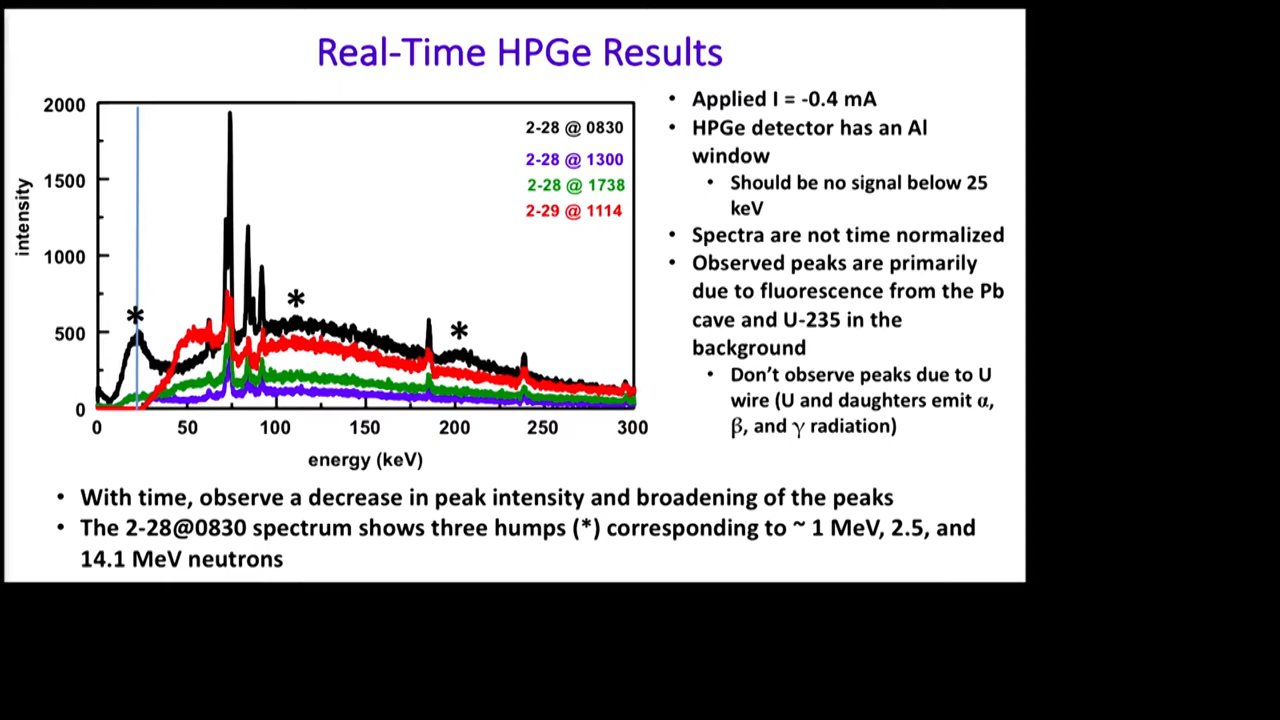 Real-Time HPGe Results
2000
1500
1000
500
0
intensity
0 50 100 150 200 250 300
energy (keV)
2-28 @ 0830
2-28 @ 1300
2-28 @ 1738
2-29 @ 1114
*
*
*
• Applied I = -0.4 mA
• HPGe detector has an Al
window
• Should be no signal below 25
keV
• Spectra are not time normalized
• Observed peaks are primarily
due to fluorescence from the Pb
cave and U-235 in the
background
• Don’t observe peaks due to U
wire (U and daughters emit α,
β, and γ radiation)
• With time, observe a decrease in peak intensity and broadening of the peaks
• The 2-28@0830 spectrum shows three humps (*) corresponding to ~ 1 MeV, 2.5, and
14.1 MeV neutrons